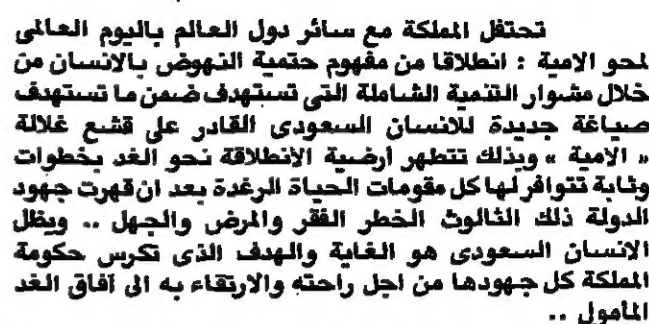 تحتفل المملكة مع سائر دول العالم باليوم العالمى
لمحو الامية : انطلاقا من مفهوم حتمية النهوض بالانسان من
خلال مشوار التنمية الشاملة التى تستهدف ضمن ما تستهدف
صياغة جديدة للانسان السعودى القادر على قشع غلالة
« الامية » وبذلك تتطهر أرضية الانطلاقة نحو الغد بخطوات
وثابة تتوافر لها كل مقومات الحياة الرغدة بعد ان قهرت جهود
الدولة ذلك الثالوث الخطر الفقر والمرض والجهل .. ويظل
الانسان السعودى هو الغاية والهدف الذى تكرس حكومة
المملكة كل جهودها من اجل راحته والارتقاء به الى آفاق الغد
المأمول ..